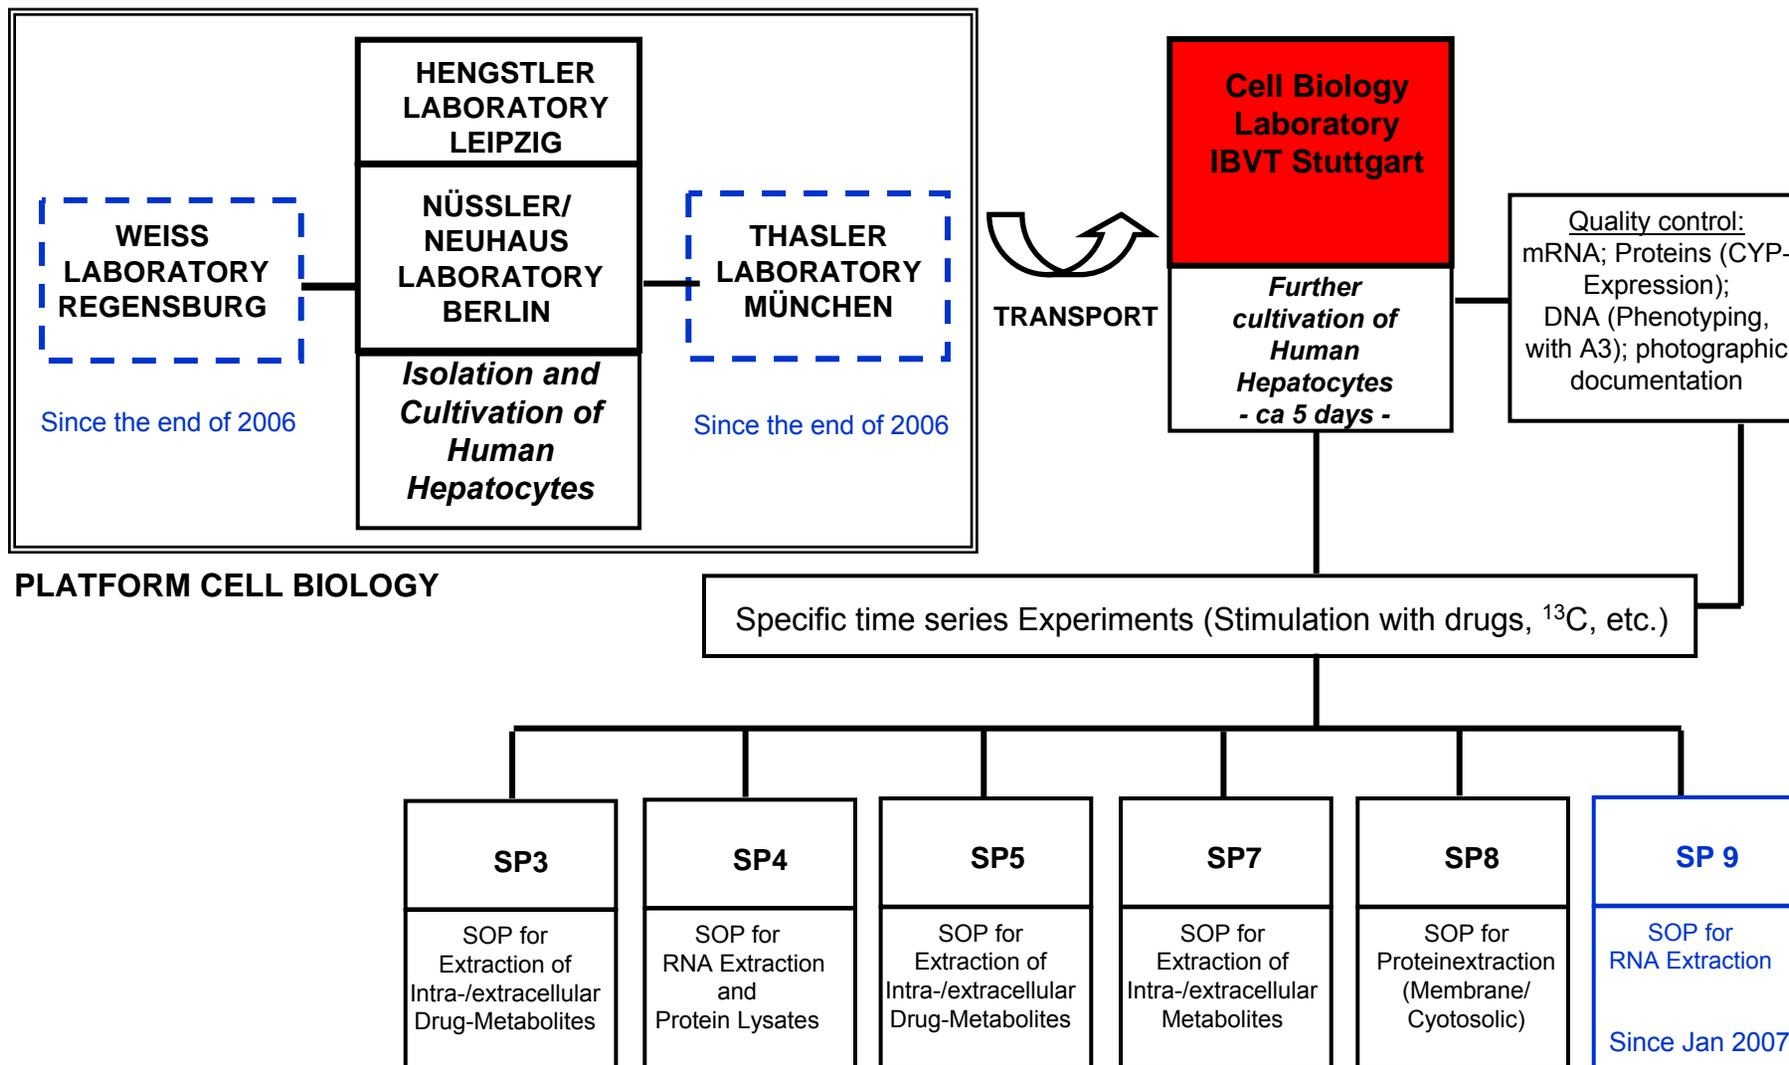 HENGSTLER
LABORATORY
LEIPZIG
NÜSSLER/
NEUHAUS
LABORATORY
BERLIN
Isolation and
Cultivation of
Human
Hepatocytes
WEISS
LABORATORY
REGENSBURG
Since the end of 2006
THASLER
LABORATORY
MÜNCHEN
Since the end of 2006
PLATFORM CELL BIOLOGY
TRANSPORT
Cell Biology
Laboratory
IBVT Stuttgart
Further
cultivation of
Human
Hepatocytes
- ca 5 days -
Quality control:
mRNA; Proteins (CYP-
Expression);
DNA (Phenotyping,
with A3); photographic
documentation
Specific time series Experiments (Stimulation with drugs, ¹³C, etc.)
SP3
SOP for
Extraction of
Intra-/extracellular
Drug-Metabolites
SP4
SOP for
RNA Extraction
and
Protein Lysates
SP5
SOP for
Extraction of
Intra-/extracellular
Drug-Metabolites
SP7
SOP for
Extraction of
Intra-/extracellular
Metabolites
SP8
SOP for
Proteinextraction
(Membrane/
Cyotosolic)
SP 9
SOP for
RNA Extraction
Since Jan 2007